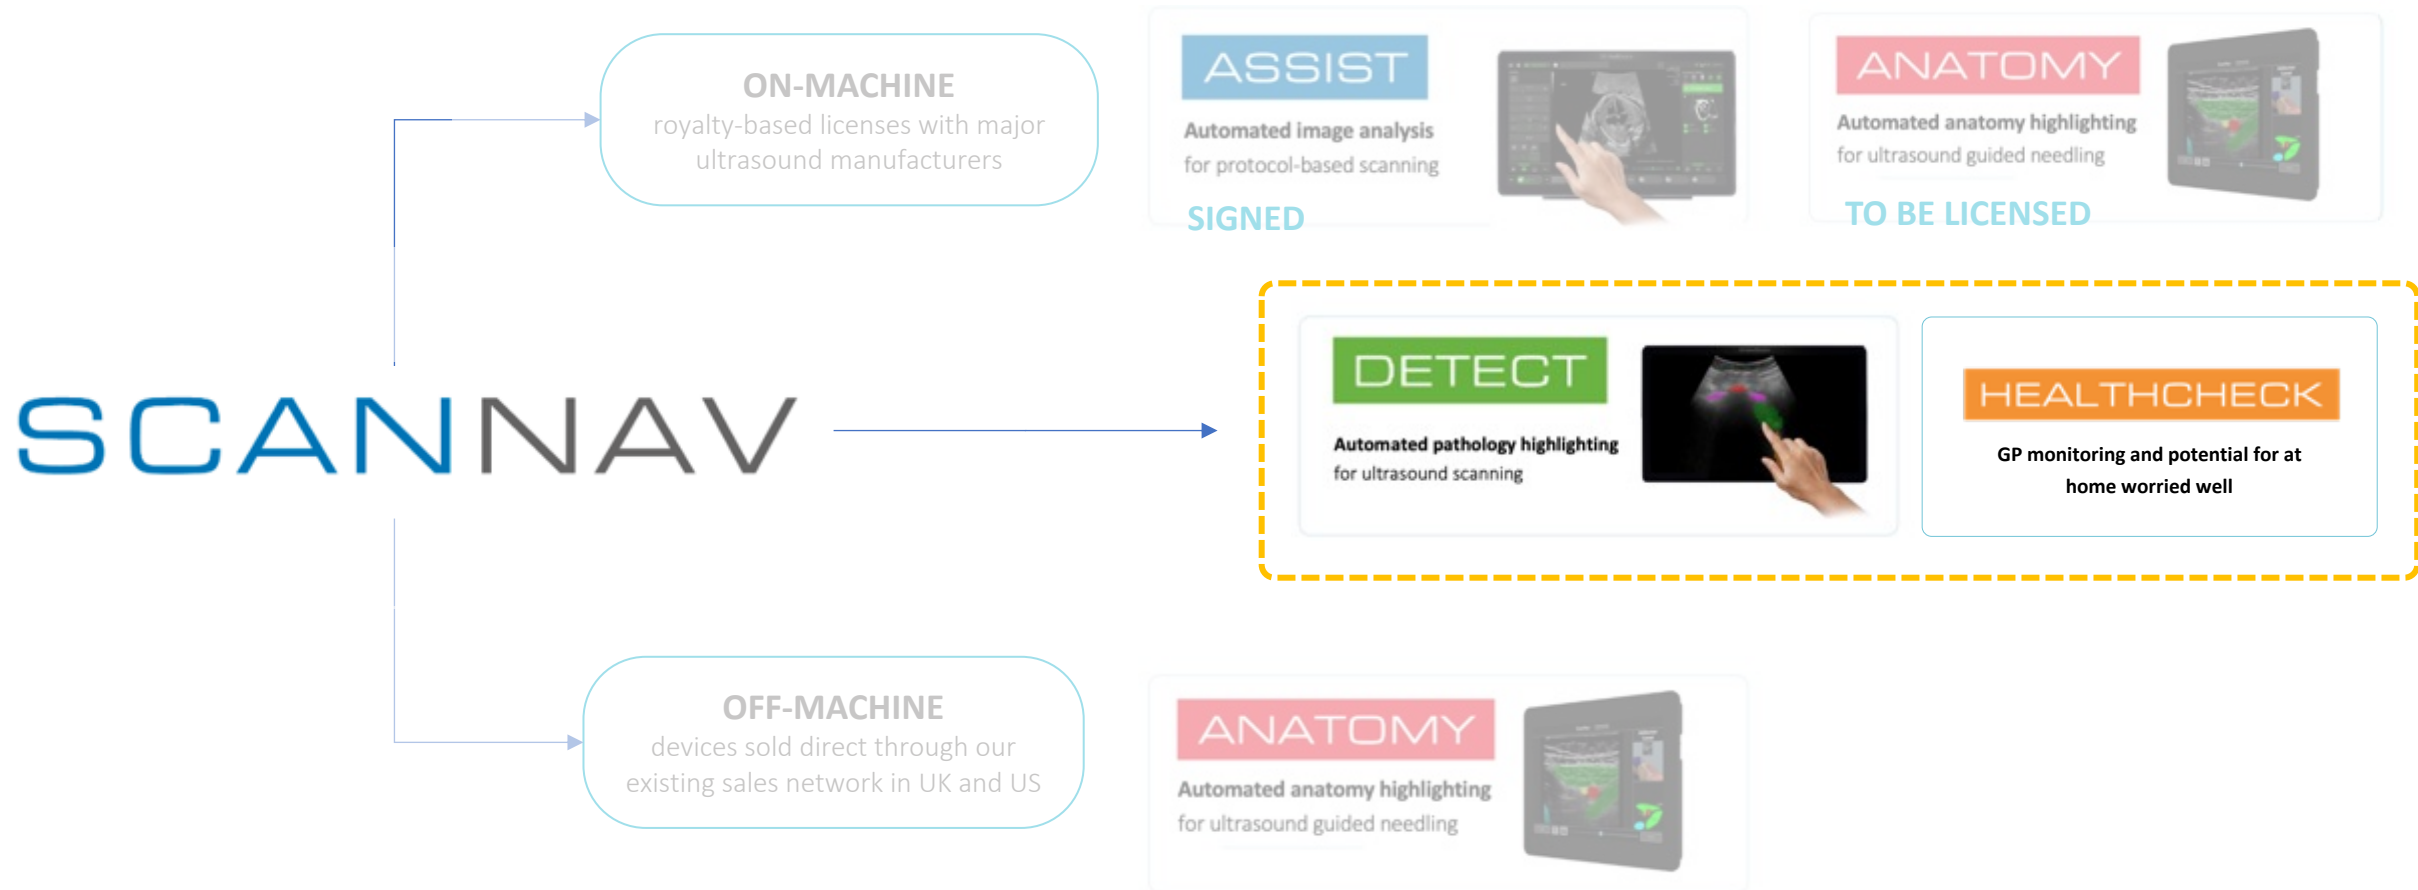 ON-MACHINE
royalty-based licenses with major
ultrasound manufacturers
ASSIST
Automated image analysis
for protocol-based scanning
SIGNED
ANATOMY
Automated anatomy highlighting
for ultrasound guided needling
TO BE LICENSED
SCANNAV
DETECT
Automated pathology highlighting
for ultrasound scanning
HEALTHCHECK
GP monitoring and potential for at
home worried well
OFF-MACHINE
devices sold direct through our
existing sales network in UK and US
ANATOMY
Automated anatomy highlighting
for ultrasound guided needling